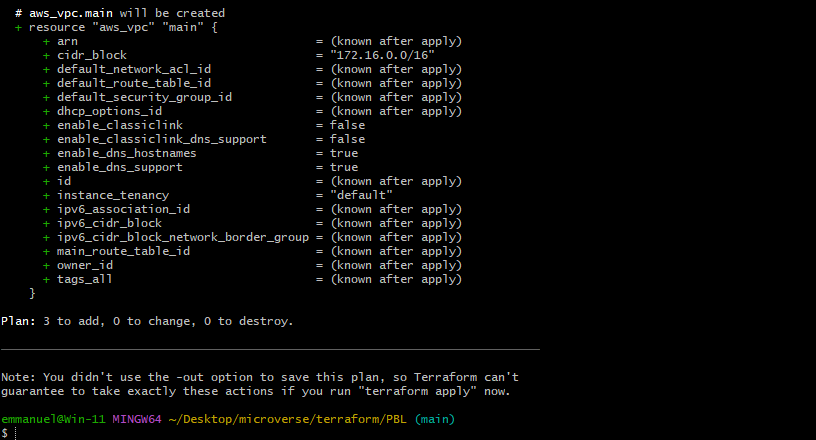 # aws_vpc.main will be created
+ resource "aws_vpc" "main" {
+ arn = (known after apply)
+ cidr_block = "172.16.0.0/16"
+ default_network_acl_id = (known after apply)
+ default_route_table_id = (known after apply)
+ default_security_group_id = (known after apply)
+ dhcp_options_id = (known after apply)
+ enable_classiclink = false
+ enable_classiclink_dns_support = false
+ enable_dns_hostnames = true
+ enable_dns_support = true
+ id = (known after apply)
+ instance_tenancy = "default"
+ ipv6_association_id = (known after apply)
+ ipv6_cidr_block = (known after apply)
+ ipv6_cidr_block_network_border_group = (known after apply)
+ main_route_table_id = (known after apply)
+ owner_id = (known after apply)
+ tags_all = (known after apply)
}
Plan: 3 to add, 0 to change, 0 to destroy.
Note: You didn't use the -out option to save this plan, so Terraform can't
guarantee to take exactly these actions if you run "terraform apply" now.
emmanuel@Win-11 MINGW64 ~/Desktop/microverse/terraform/PBL (main)
$